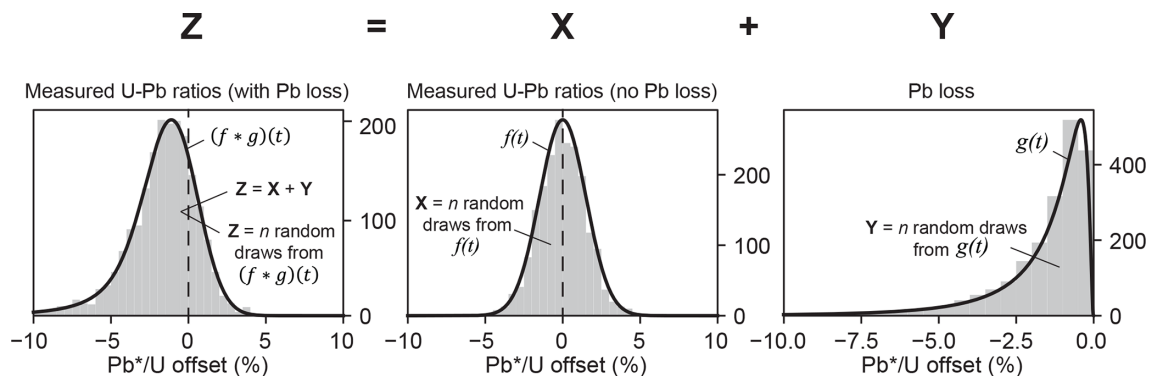 Z = X + Y
Measured U-Pb ratios (with Pb loss)
(f * g)(t)
Z = X + Y
Z = n random
draws from
(f * g)(t)
200
100
0
−10 −5 0 5 10
Pb*/U offset (%)
Measured U-Pb ratios (no Pb loss)
f(t)
X = n random
draws from
f(t)
200
100
0
−10 −5 0 5 10
Pb*/U offset (%)
Pb loss
g(t)
Y = n random draws
from g(t)
400
200
0
−10.0 −7.5 −5.0 −2.5 0.0
Pb*/U offset (%)